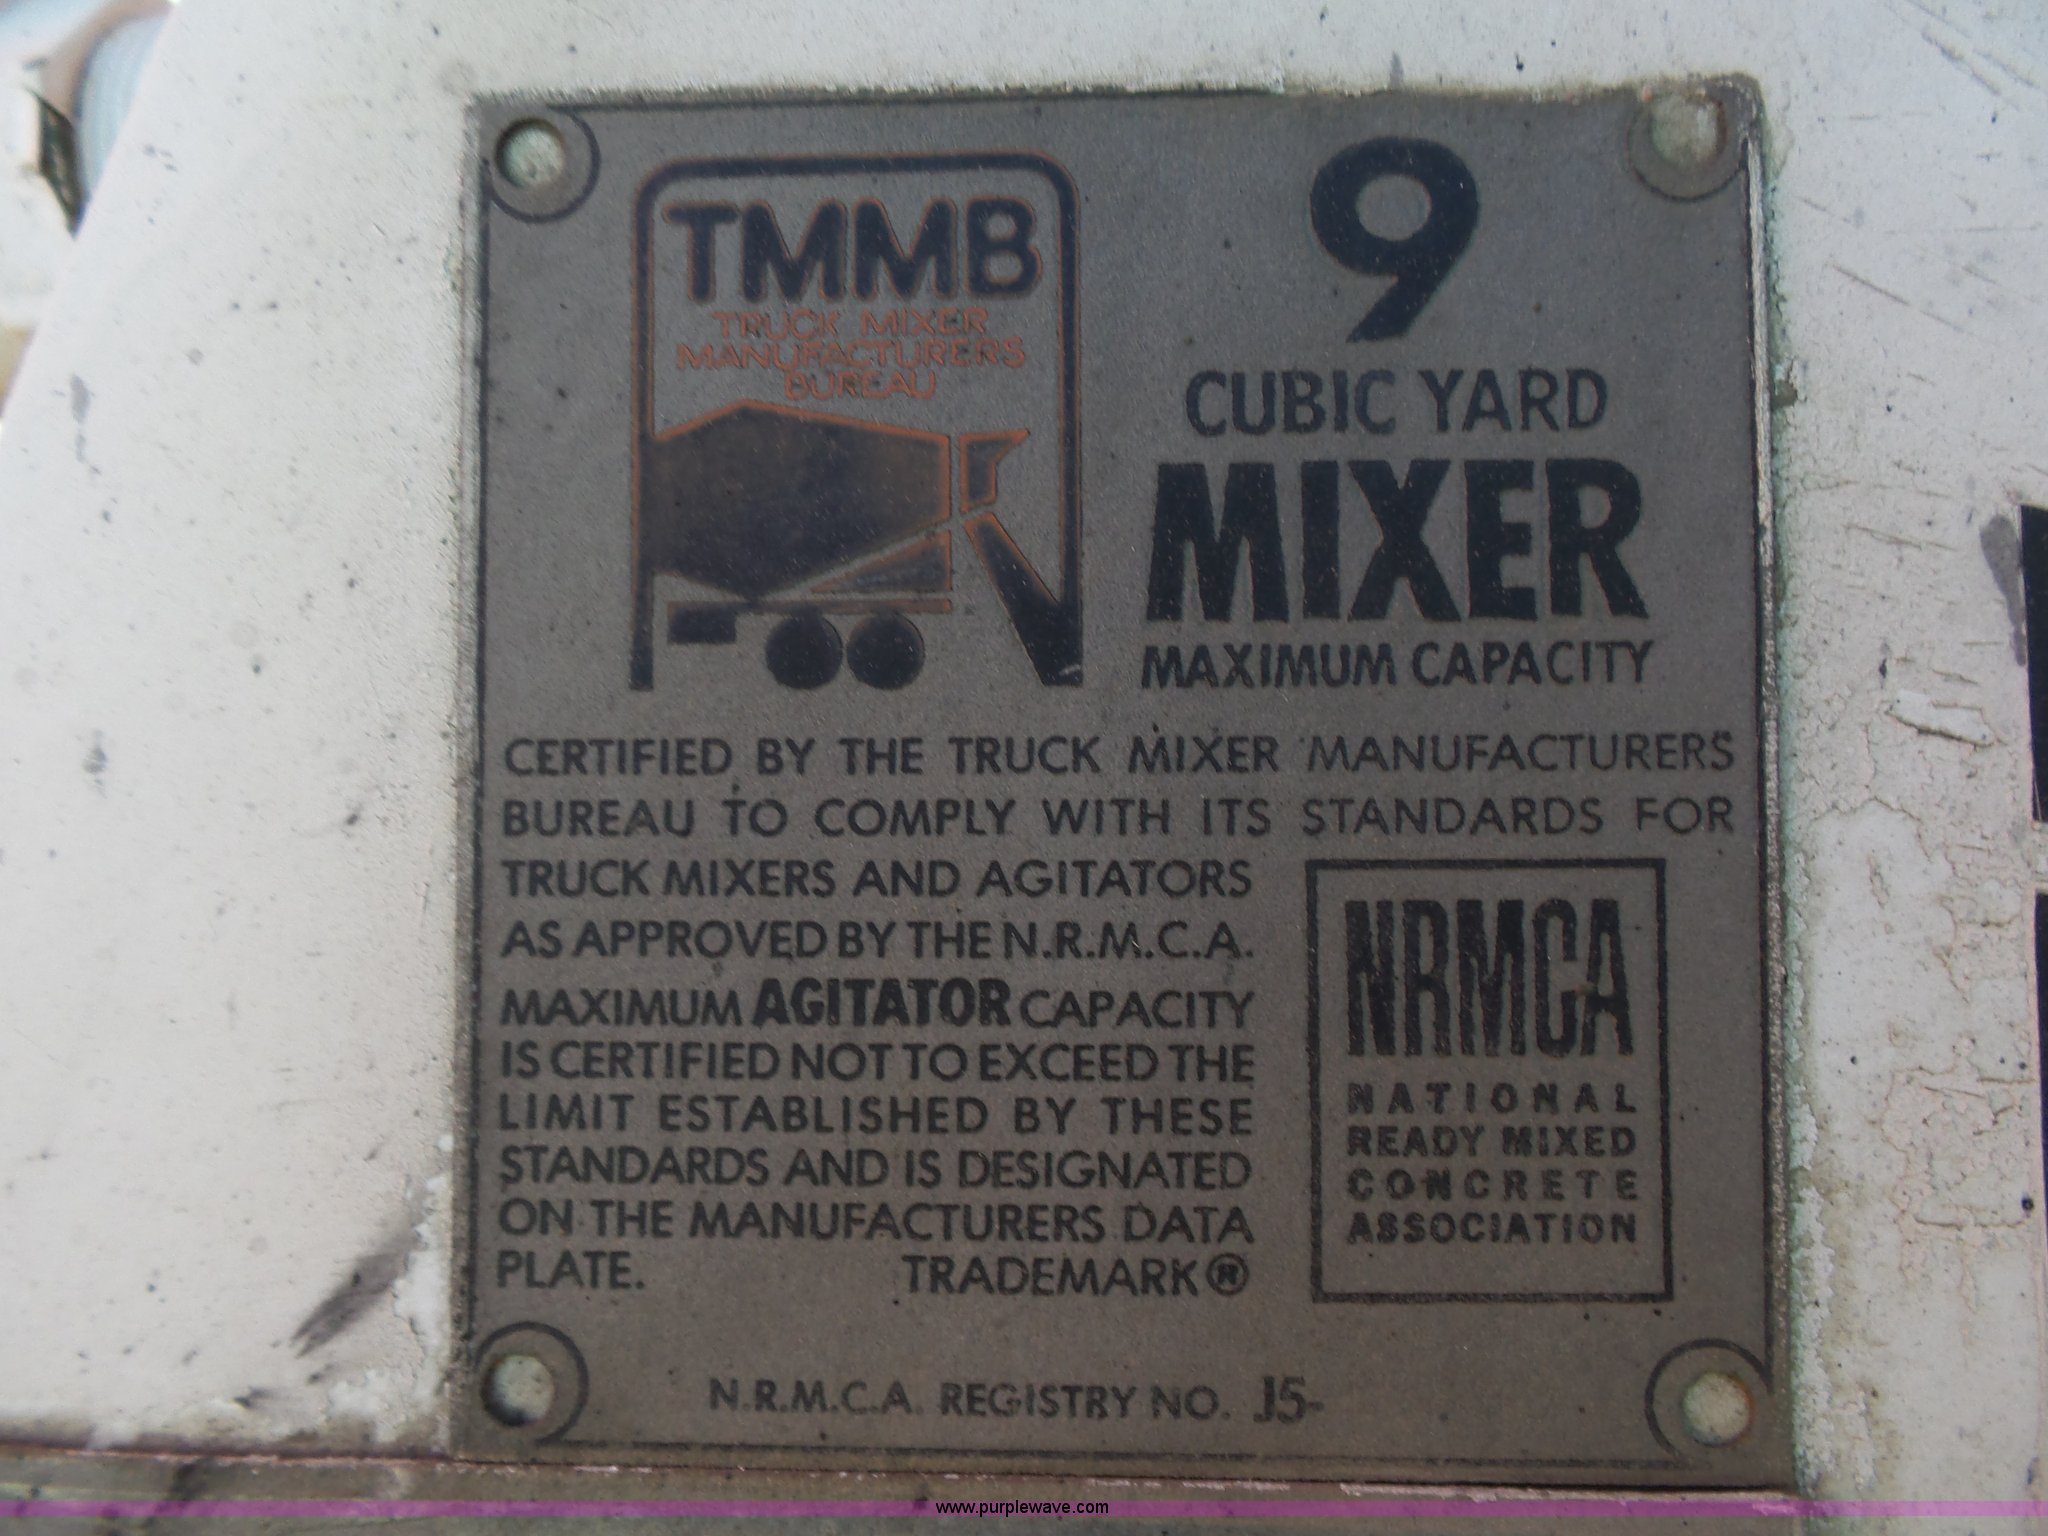 TMMB
TRUCK MIXER
MANUFACTURERS
BUREAU
9
CUBIC YARD
MIXER
MAXIMUM CAPACITY
CERTIFIED BY THE TRUCK MIXER MANUFACTURERS
BUREAU TO COMPLY WITH ITS STANDARDS FOR
TRUCK MIXERS AND AGITATORS
AS APPROVED BY THE N.R.M.C.A.
MAXIMUM AGITATOR CAPACITY
IS CERTIFIED NOT TO EXCEED THE
LIMIT ESTABLISHED BY THESE
STANDARDS AND IS DESIGNATED
ON THE MANUFACTURERS DATA
PLATE. TRADEMARK ®
NRMCA
NATIONAL
READY MIXED
CONCRETE
ASSOCIATION
N.R.M.C.A. REGISTRY NO. J5-
www.purplewave.com